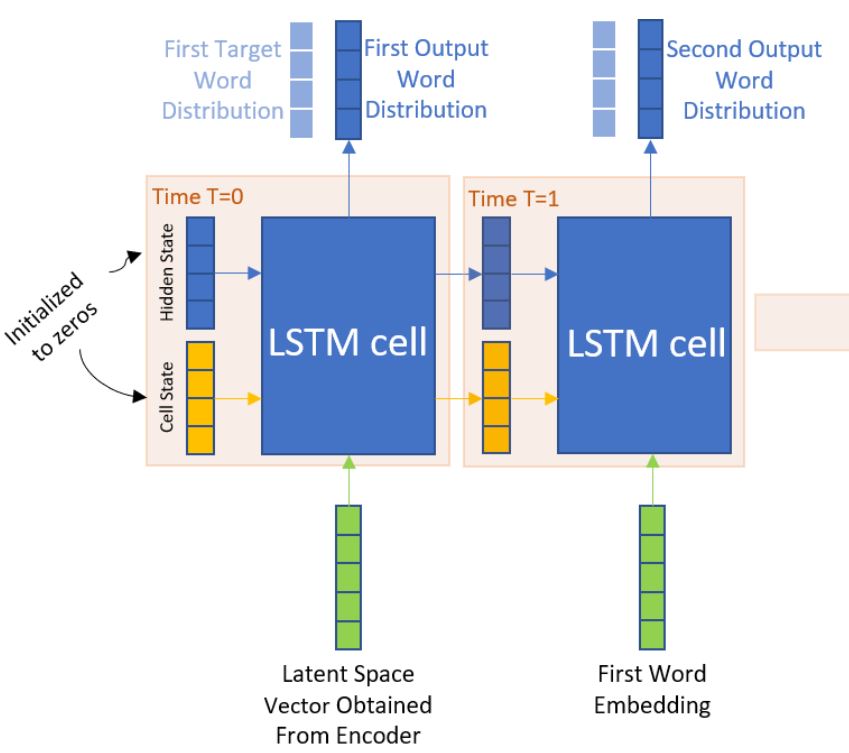 First Target
Word
Distribution
First Output
Word
Distribution
Second Output
Word
Distribution
Time T=0
Time T=1
Initialized
to zeros
Hidden State
Cell State
LSTM cell
LSTM cell
Latent Space
Vector Obtained
From Encoder
First Word
Embedding